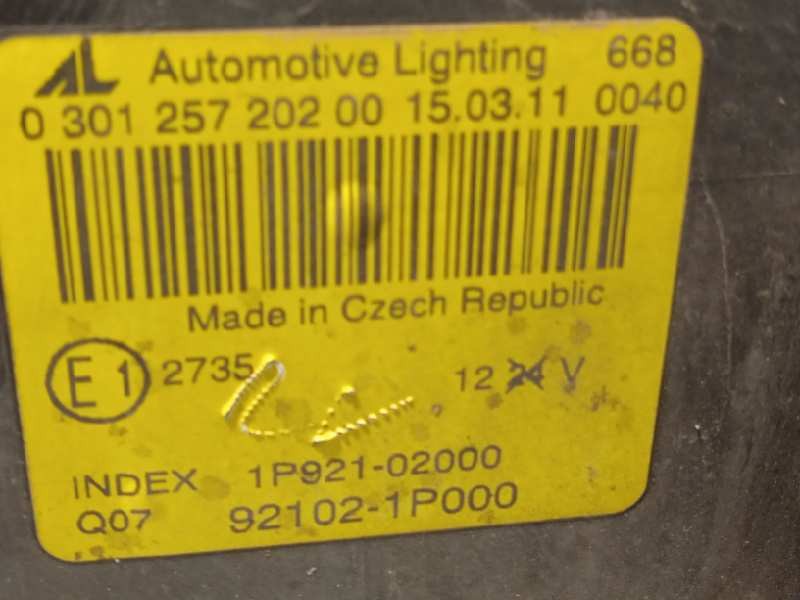 AL Automotive Lighting 668
0 301 257 202 00 15.03.11 0040
Made in Czech Republic
E1 2735 12 24 V
INDEX 1P921-02000
Q07 92102-1P000